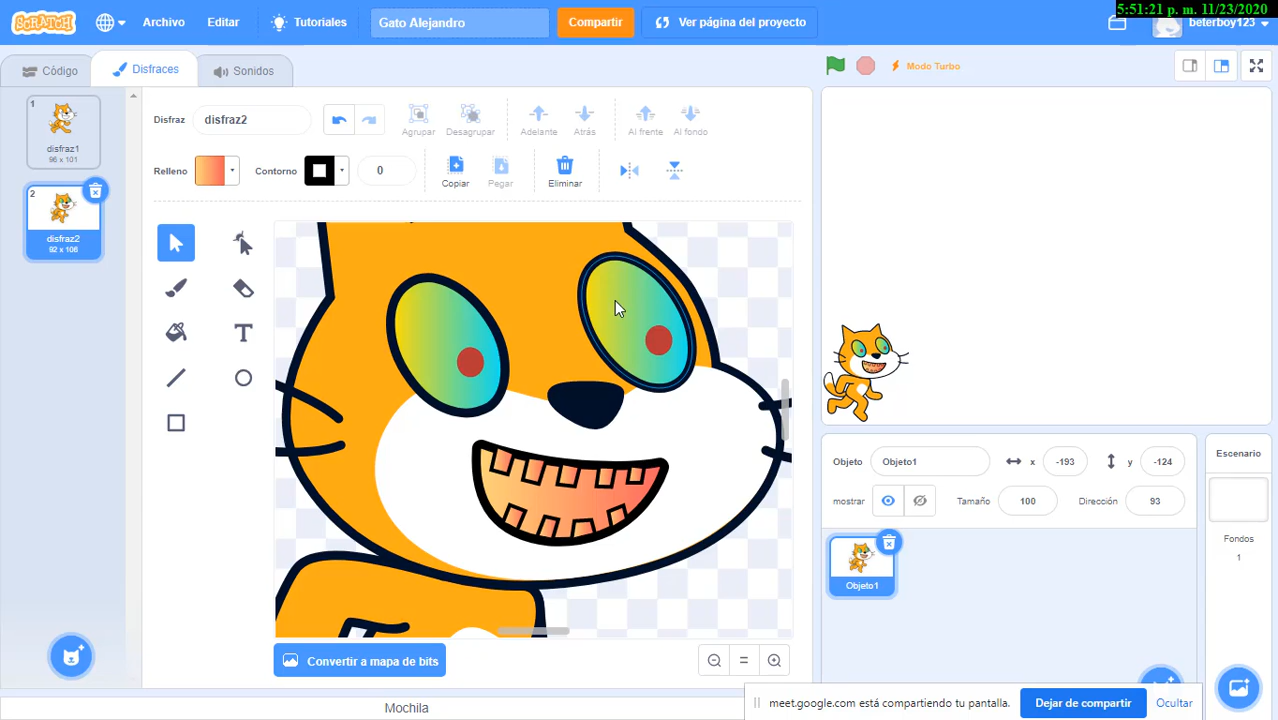 5:51:21 p. m. 11/23/2020
SCRATCH
Archivo
Editar
Tutoriales
Gato Alejandro
Compartir
Ver página del proyecto
beterboy123
Código
Disfraces
Sonidos
Modo Turbo
1
disfraz1
96 x 101
2
disfraz2
92 x 106
Disfraz
disfraz2
Agrupar
Desagrupar
Adelante
Atrás
Al frente
Al fondo
Relleno
Contorno
0
Copiar
Pegar
Eliminar
T
Convertir a mapa de bits
Mochila
Objeto
Objeto1
x
-193
y
-124
mostrar
Tamaño
100
Dirección
93
Objeto1
Escenario
Fondos
1
meet.google.com está compartiendo tu pantalla.
Dejar de compartir
Ocultar